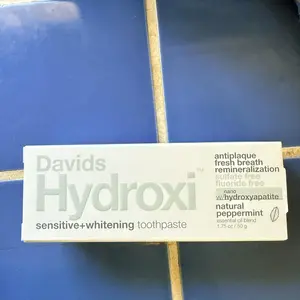 Davids
Hydroxi™
sensitive+whitening toothpaste
antiplaque
fresh breath
remineralization
sulfate free
fluoride free
nano
w/hydroxyapatite
natural
peppermint
essential oil blend
1.75 oz / 50 g